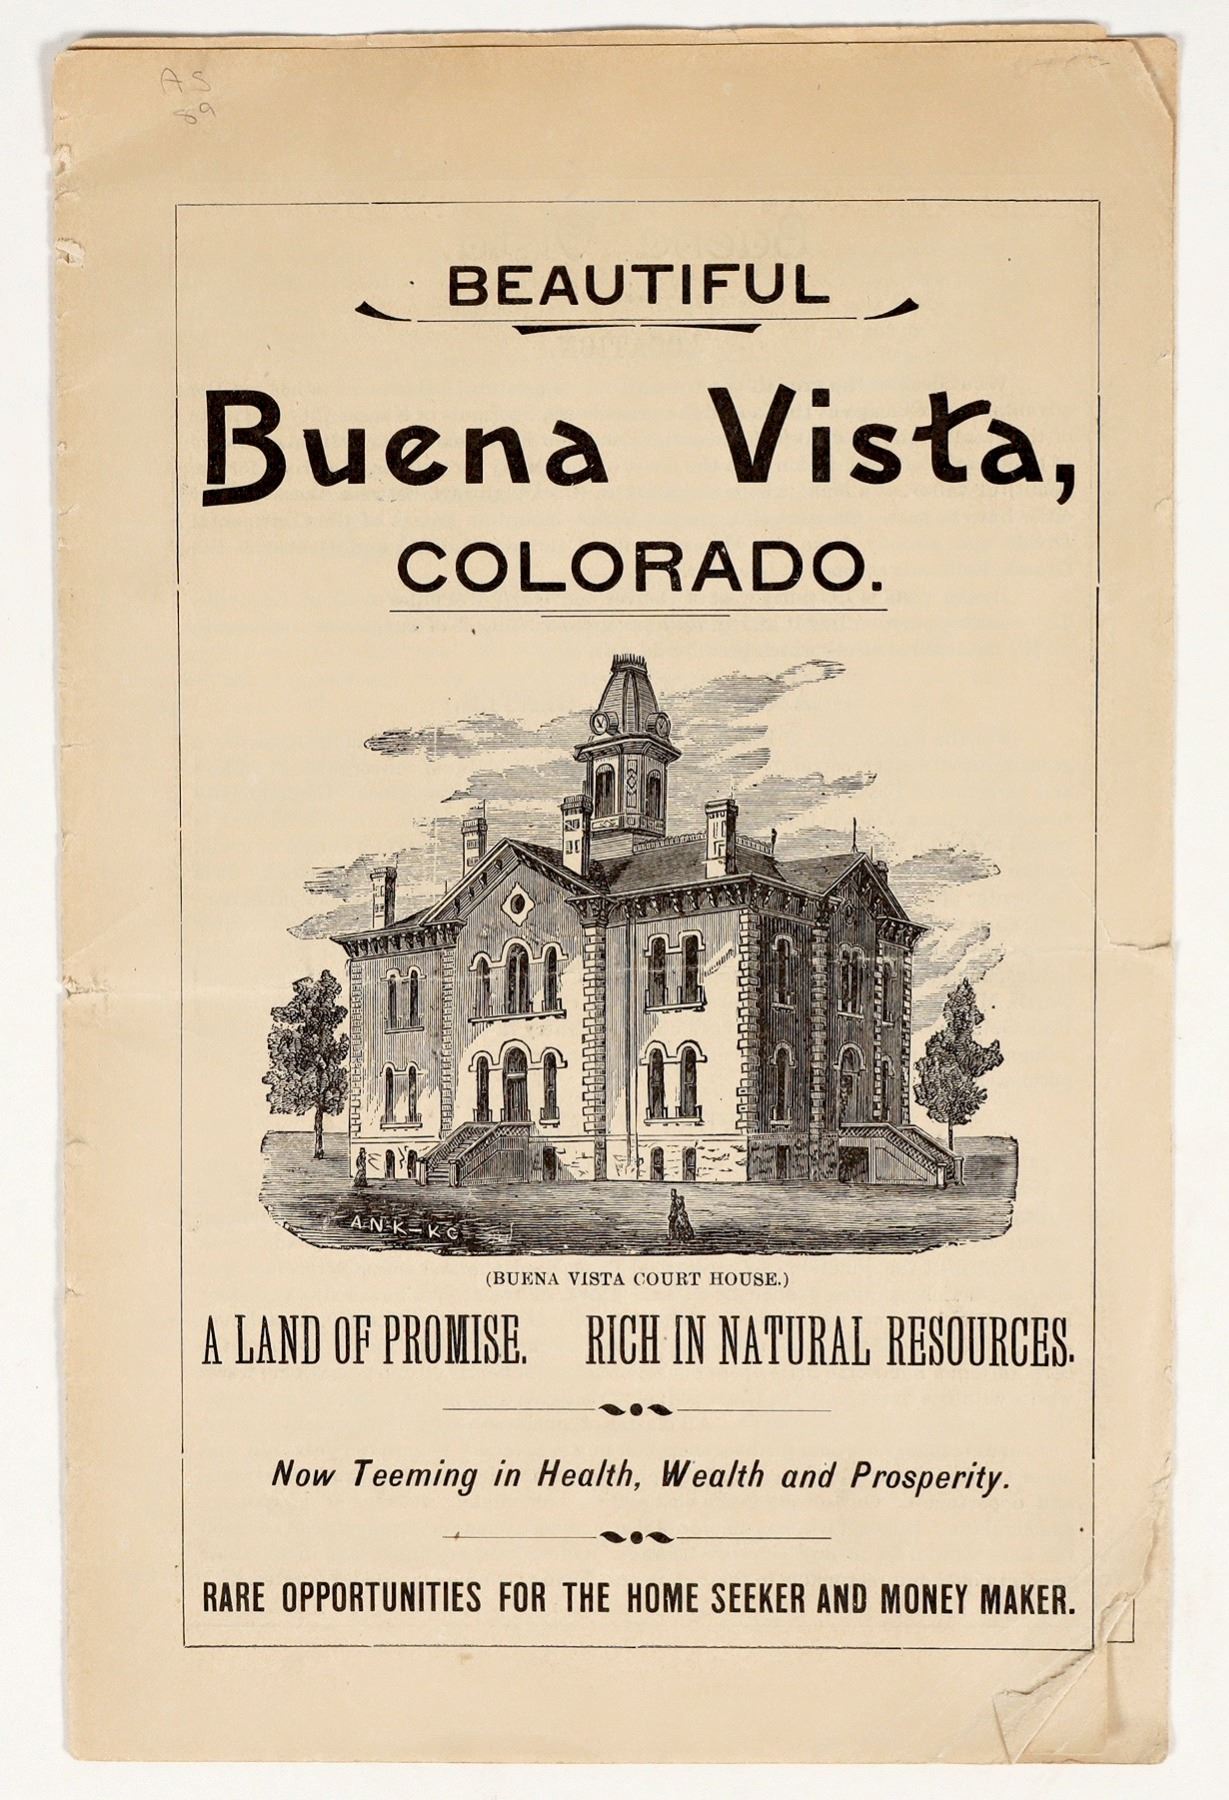 AS
89
BEAUTIFUL
Buena Vista,
COLORADO.
A.N.K-KC
(BUENA VISTA COURT HOUSE.)
A LAND OF PROMISE. RICH IN NATURAL RESOURCES.
Now Teeming in Health, Wealth and Prosperity.
RARE OPPORTUNITIES FOR THE HOME SEEKER AND MONEY MAKER.